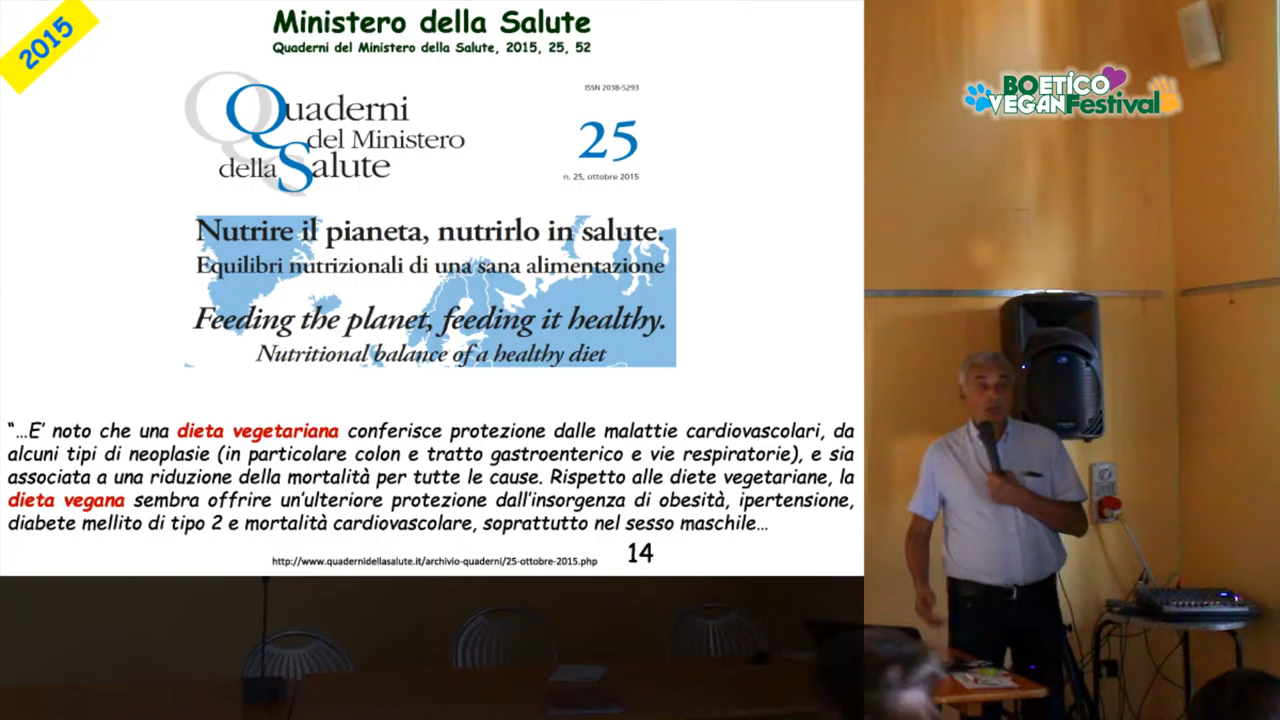 2015
Ministero della Salute
Quaderni del Ministero della Salute, 2015, 25, 52
Quaderni
del Ministero
della Salute
ISSN 2038-5293
25
n. 25, ottobre 2015
Nutrire il pianeta, nutrirlo in salute.
Equilibri nutrizionali di una sana alimentazione
Feeding the planet, feeding it healthy.
Nutritional balance of a healthy diet
“…E’ noto che una dieta vegetariana conferisce protezione dalle malattie cardiovascolari, da
alcuni tipi di neoplasie (in particolare colon e tratto gastroenterico e vie respiratorie), e sia
associata a una riduzione della mortalità per tutte le cause. Rispetto alle diete vegetariane, la
dieta vegana sembra offrire un’ulteriore protezione dall’insorgenza di obesità, ipertensione,
diabete mellito di tipo 2 e mortalità cardiovascolare, soprattutto nel sesso maschile…
http://www.quadernidellasalute.it/archivio-quaderni/25-ottobre-2015.php
14
BOETICO
VEGANFestival